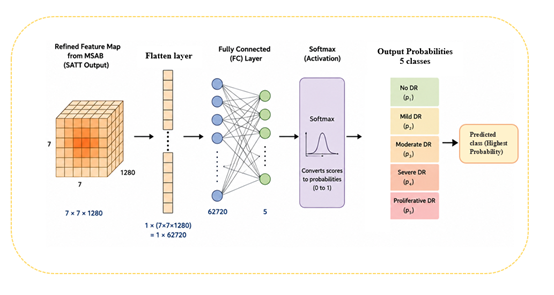 Refined Feature Map
from MSAB
(SATT Output)
7
7
1280
7 × 7 × 1280
Flatten layer
1 × (7×7×1280)
= 1 × 62720
Fully Connected
(FC) Layer
62720
5
Softmax
(Activation)
Softmax
Converts scores
to probabilities
(0 to 1)
Output Probabilities
5 classes
No DR
(p₁)
Mild DR
(p₂)
Moderate DR
(p₃)
Severe DR
(p₄)
Proliferative DR
(p₅)
Predicted
class (Highest
Probability)